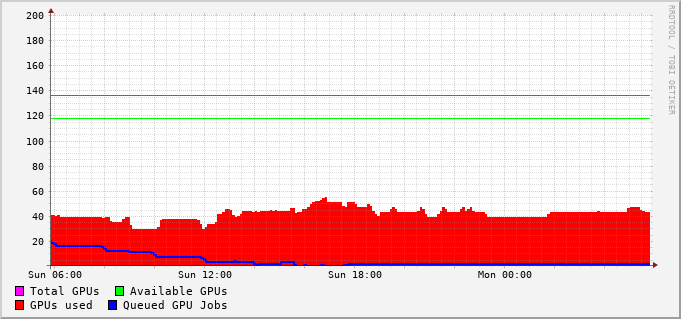 200
180
160
140
120
100
80
60
40
20
Sun 06:00 Sun 12:00 Sun 18:00 Mon 00:00
Total GPUs Available GPUs
GPUs used Queued GPU Jobs
RRDTOOL / TOBI OETIKER